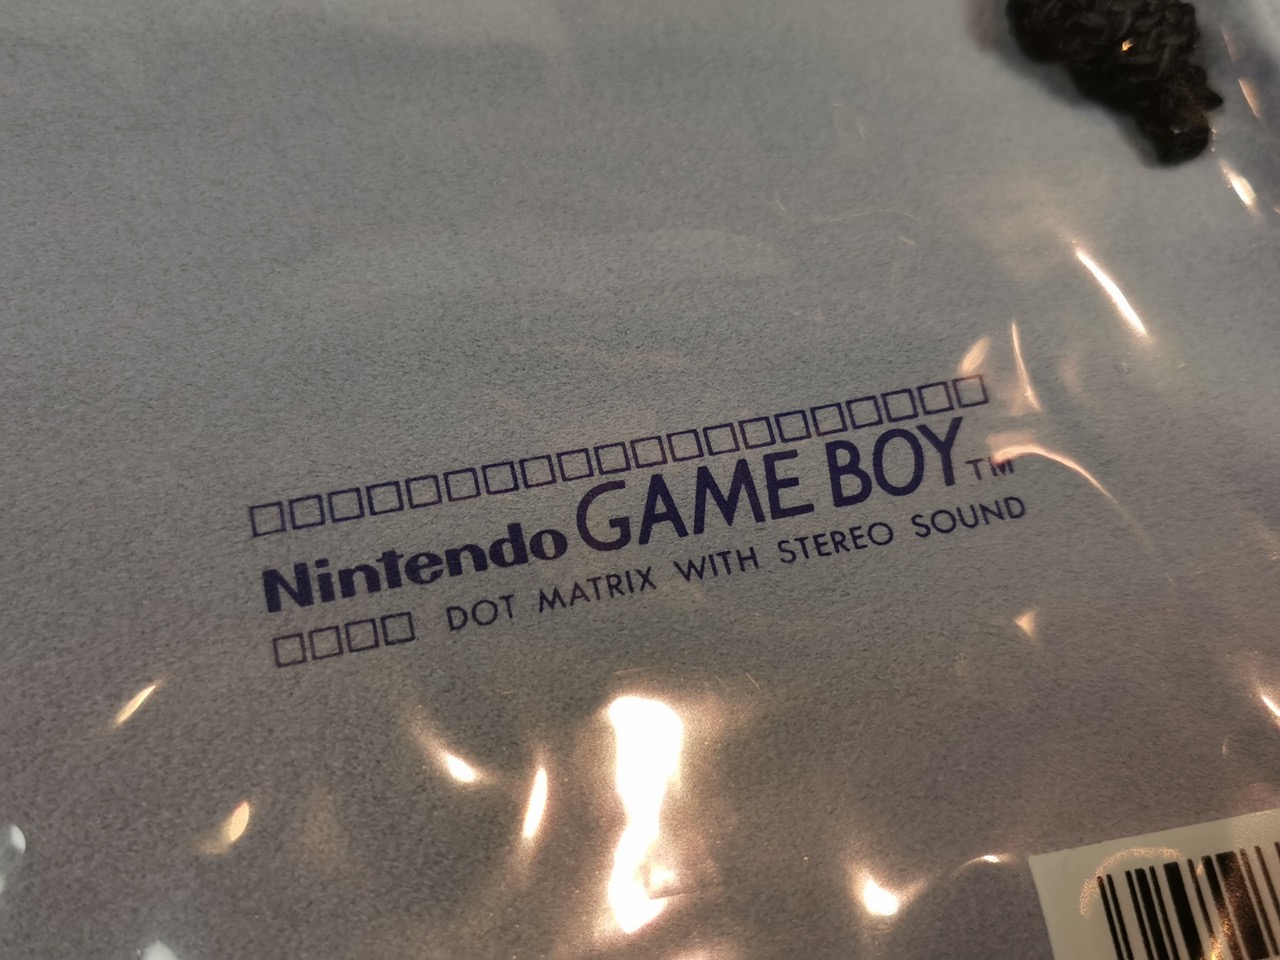 Nintendo GAME BOY TM
DOT MATRIX WITH STEREO SOUND